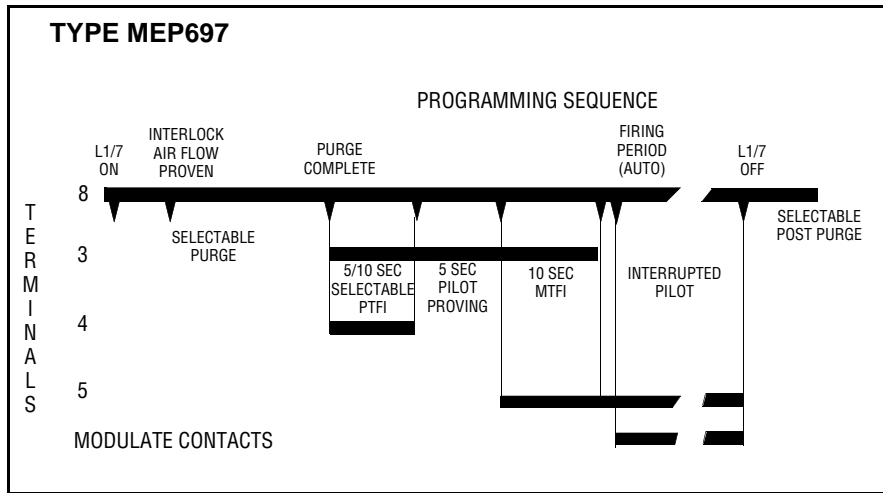 TYPE MEP697
PROGRAMMING SEQUENCE
L1/7
ON
INTERLOCK
AIR FLOW
PROVEN
PURGE
COMPLETE
FIRING
PERIOD
(AUTO)
L1/7
OFF
TERMINALS
8
SELECTABLE
PURGE
SELECTABLE
POST PURGE
3
5/10 SEC
SELECTABLE
PTFI
5 SEC
PILOT
PROVING
10 SEC
MTFI
INTERRUPTED
PILOT
4
5
MODULATE CONTACTS